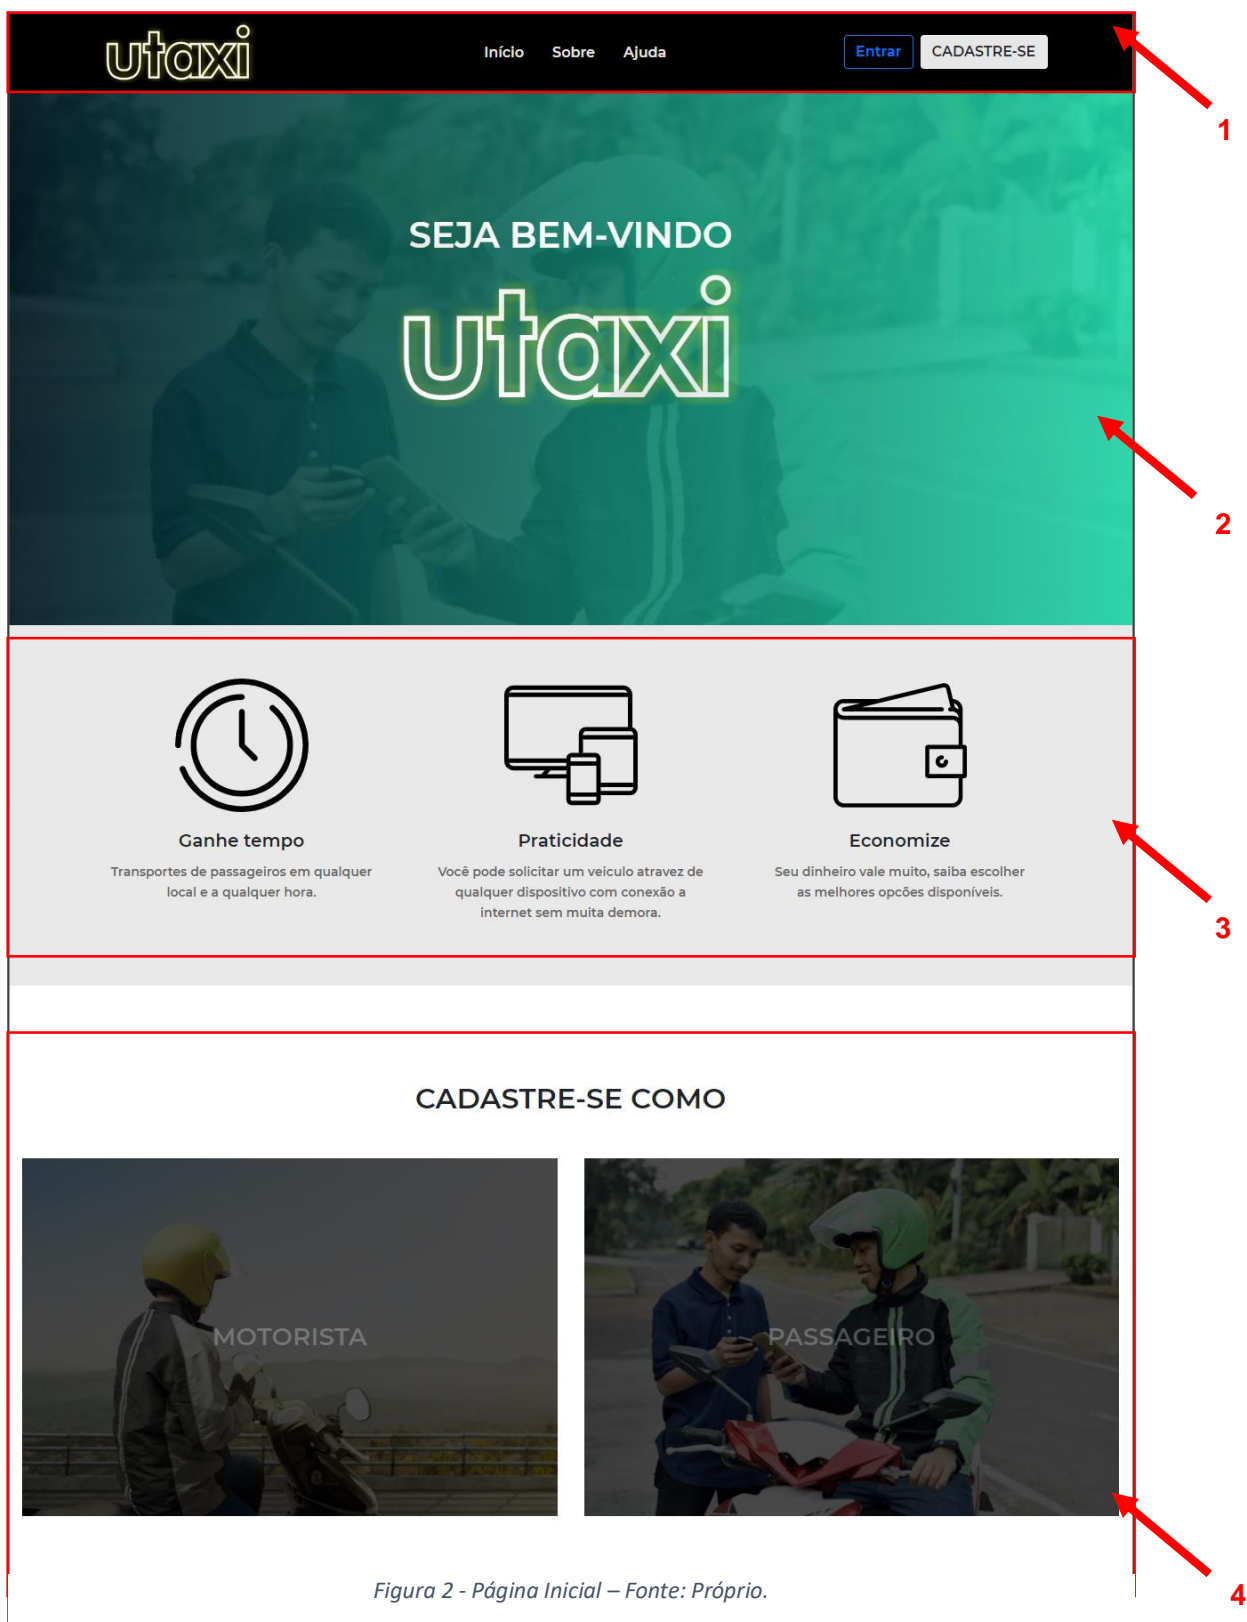 utaxi
Início Sobre Ajuda
Entrar CADASTRE-SE
1
SEJA BEM-VINDO
utaxi
2
Ganhe tempo
Transportes de passageiros em qualquer
local e a qualquer hora.
Praticidade
Você pode solicitar um veiculo atravez de
qualquer dispositivo com conexão a
internet sem muita demora.
Economize
Seu dinheiro vale muito, saiba escolher
as melhores opcões disponíveis.
3
CADASTRE-SE COMO
MOTORISTA
PASSAGEIRO
4
Figura 2 - Página Inicial – Fonte: Próprio.